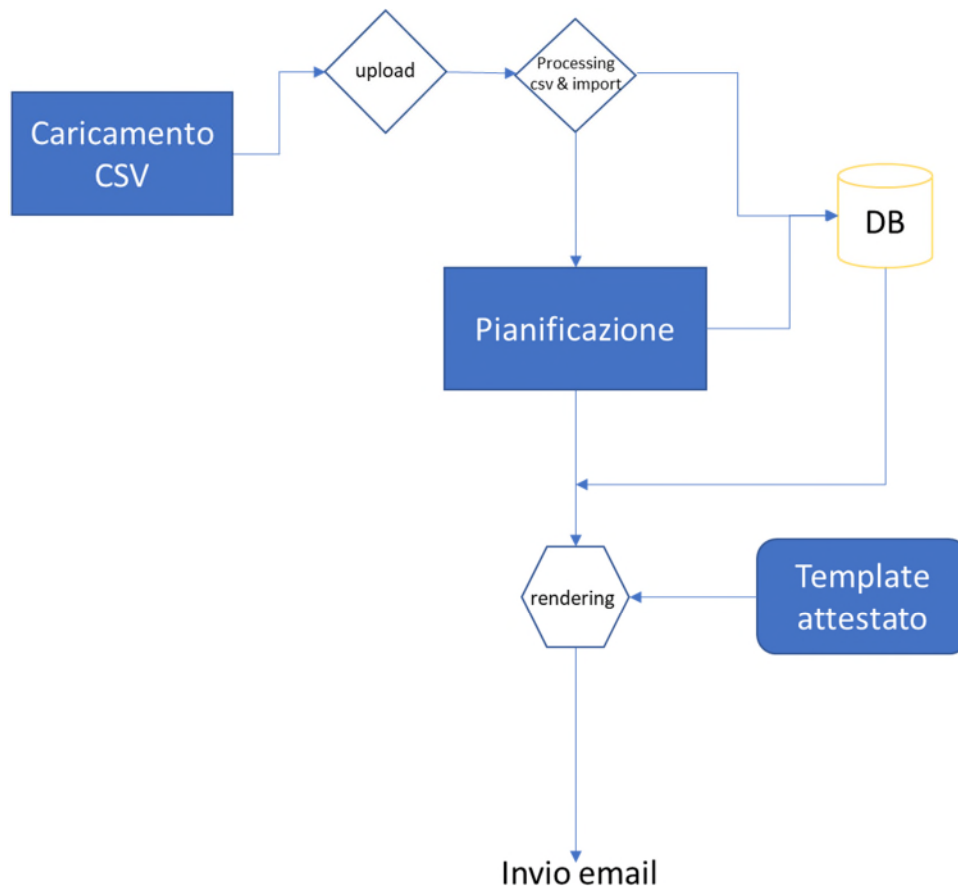 upload
Processing
csv & import
Caricamento
CSV
DB
Pianificazione
rendering
Template
attestato
Invio email